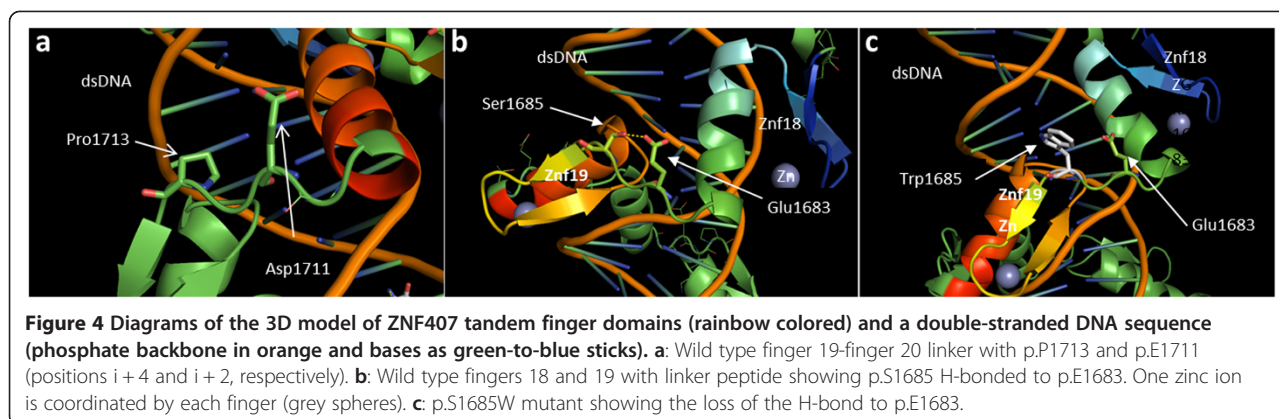 a
dsDNA
Pro1713
Asp1711
b
dsDNA
Ser1685
Znf18
Znf19
Zn
Glu1683
c
Znf18
dsDNA
Trp1685
Znf19
Zn
Glu1683
Figure 4 Diagrams of the 3D model of ZNF407 tandem finger domains (rainbow colored) and a double-stranded DNA sequence
(phosphate backbone in orange and bases as green-to-blue sticks). a: Wild type finger 19-finger 20 linker with p.P1713 and p.E1711
(positions i + 4 and i + 2, respectively). b: Wild type fingers 18 and 19 with linker peptide showing p.S1685 H-bonded to p.E1683. One zinc ion
is coordinated by each finger (grey spheres). c: p.S1685W mutant showing the loss of the H-bond to p.E1683.